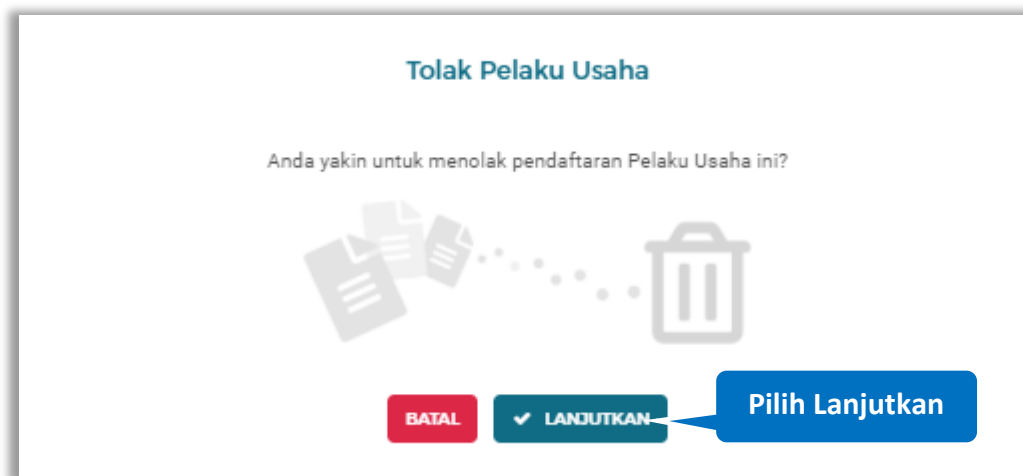 Tolak Pelaku Usaha
Anda yakin untuk menolak pendaftaran Pelaku Usaha ini?
BATAL
LANJUTKAN
Pilih Lanjutkan